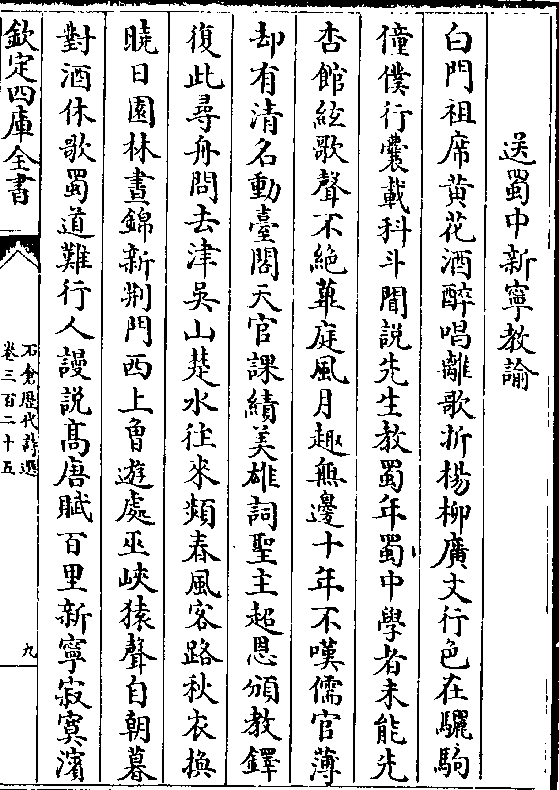 送蜀中新寧教諭
白門祖席黄花酒醉唱離歌折楊柳廣文行色在驪駒
僮僕行囊載科斗聞説先生教蜀年蜀中學者未能先
杏館絃歌聲不絶華庭風月趣無邊十年不嘆儒官薄
却有清名動臺閣天官課績美雄詞聖主起恩頒教鐸
復此尋舟問去津吳山楚水往來頻春風客路秋衣換
曉日園林晝錦新荆門西上魯遊處巫峽猿聲自朝暮
對酒休歌蜀道難行人謾說髙唐賦百里新寧寂寞濱
欽定四庫全書
石倉歴代詩選
卷三百二十五
九